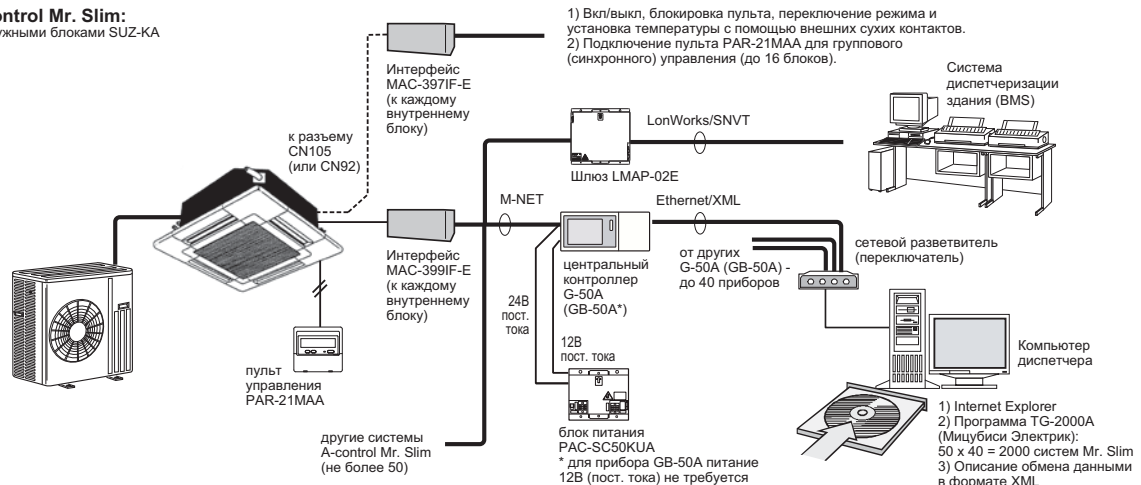 ontrol Mr. Slim:
ужными блоками SUZ-KA
1) Вкл/выкл, блокировка пульта, переключение режима и
установка температуры с помощью внешних сухих контактов.
2) Подключение пульта PAR-21MAA для группового
(синхронного) управления (до 16 блоков).
Интерфейс
MAC-397IF-E
(к каждому
внутреннему
блоку)
Система
диспетчеризации
здания (BMS)
LonWorks/SNVT
Шлюз LMAP-02E
к разъему
CN105
(или CN92)
M-NET
Ethernet/XML
Интерфейс
MAC-399IF-E
(к каждому
внутреннему
блоку)
центральный
контроллер
G-50A
(GB-50A*)
от других
G-50A (GB-50A) -
до 40 приборов
сетевой разветвитель
(переключатель)
24В
пост.
тока
12В
пост. тока
Компьютер
диспетчера
пульт
управления
PAR-21MAA
блок питания
PAC-SC50KUA
* для прибора GB-50A питание
12В (пост. тока) не требуется
другие системы
A-control Mr. Slim
(не более 50)
1) Internet Explorer
2) Программа TG-2000A
(Мицубиси Электрик):
50 x 40 = 2000 систем Mr. Slim
3) Описание обмена данными
в формате XML